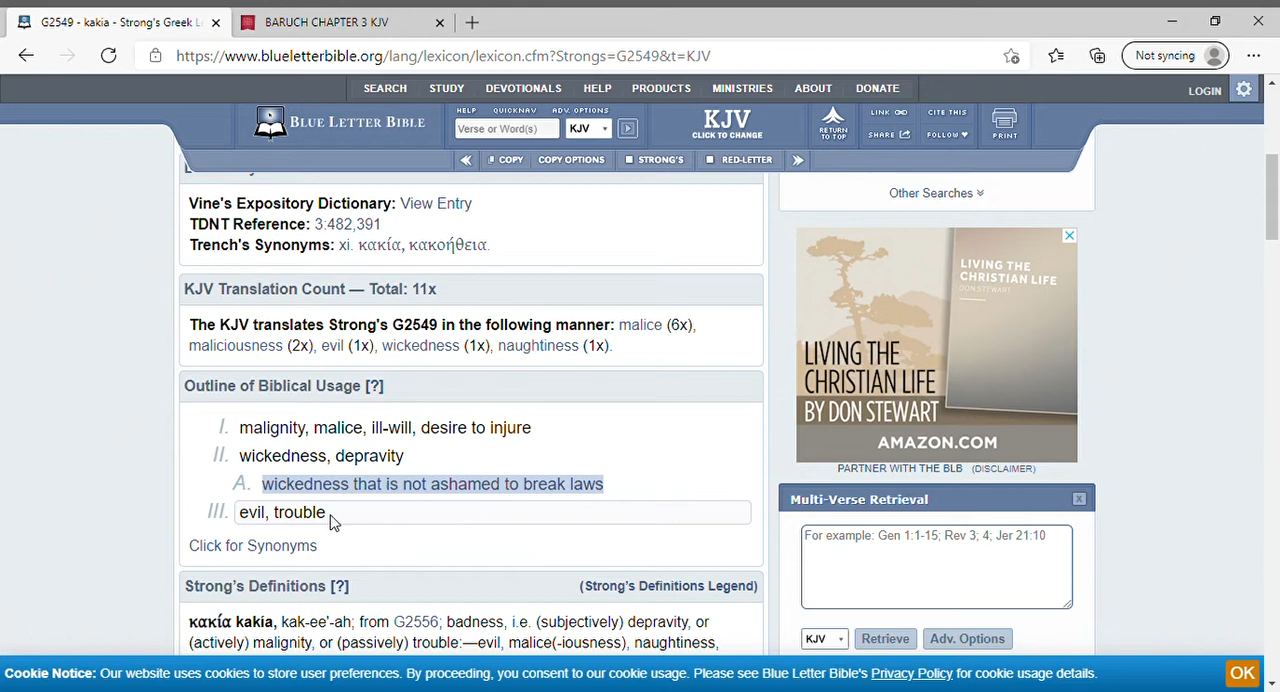 G2549 - kakia - Strong's Greek L
BARUCH CHAPTER 3 KJV
https://www.blueletterbible.org/lang/lexicon/lexicon.cfm?Strongs=G2549&t=KJV
Not syncing
SEARCH STUDY DEVOTIONALS HELP PRODUCTS MINISTRIES ABOUT DONATE
LOGIN
BLUE LETTER BIBLE
HELP QUICKNAV ADV. OPTIONS
Verse or Word(s) KJV
KJV
CLICK TO CHANGE
RETURN TO TOP
LINK CITE THIS
SHARE FOLLOW
PRINT
COPY COPY OPTIONS STRONG'S RED-LETTER
Vine's Expository Dictionary: View Entry
TDNT Reference: 3:482,391
Trench's Synonyms: xi. κακία, κακοήθεια.
KJV Translation Count — Total: 11x
The KJV translates Strong's G2549 in the following manner: malice (6x),
maliciousness (2x), evil (1x), wickedness (1x), naughtiness (1x).
Outline of Biblical Usage [?]
I. malignity, malice, ill-will, desire to injure
II. wickedness, depravity
A. wickedness that is not ashamed to break laws
III. evil, trouble
Click for Synonyms
Strong's Definitions [?] (Strong's Definitions Legend)
κακία kakia, kak-ee'-ah; from G2556; badness, i.e. (subjectively) depravity, or
(actively) malignity, or (passively) trouble:—evil, malice(-iousness), naughtiness,
Other Searches
LIVING THE
CHRISTIAN LIFE
DON STEWART
LIVING THE
CHRISTIAN LIFE
BY DON STEWART
AMAZON.COM
PARTNER WITH THE BLB (DISCLAIMER)
Multi-Verse Retrieval
For example: Gen 1:1-15; Rev 3; 4; Jer 21:10
KJV Retrieve Adv. Options
Cookie Notice: Our website uses cookies to store user preferences. By proceeding, you consent to our cookie usage. Please see Blue Letter Bible's Privacy Policy for cookie usage details.
OK